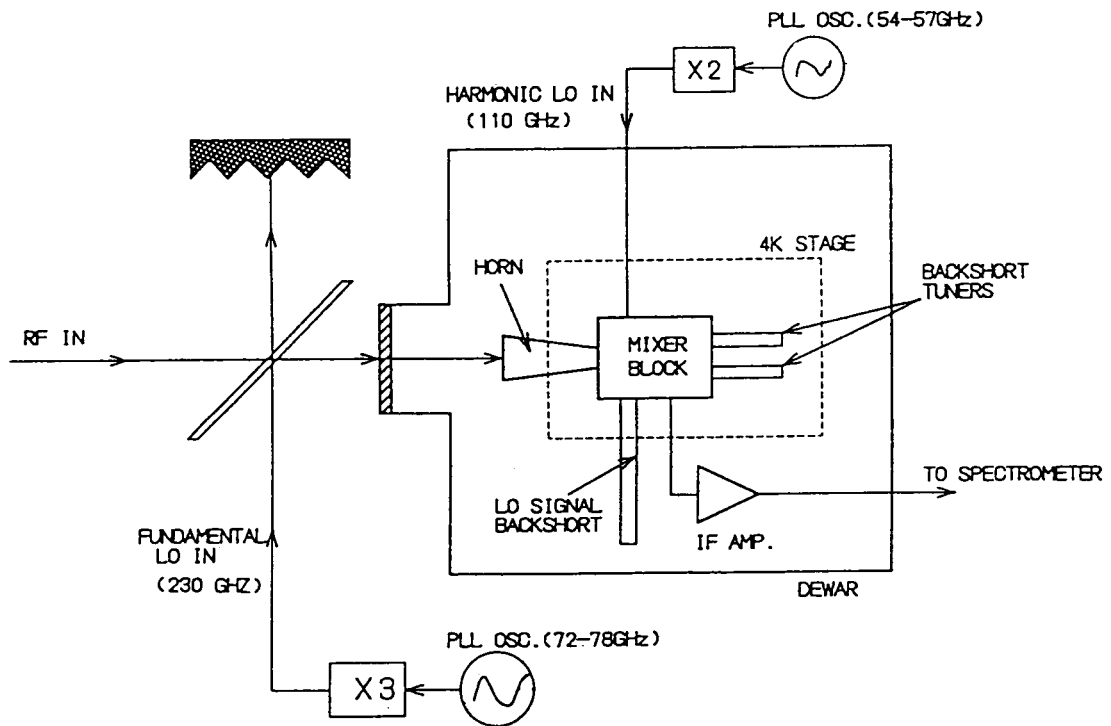 PLL OSC.(54-57GHz)
X2
HARMONIC LO IN
(110 GHz)
4K STAGE
HORN
BACKSHORT
TUNERS
RF IN
MIXER
BLOCK
TO SPECTROMETER
LO SIGNAL
BACKSHORT
IF AMP.
FUNDAMENTAL
LO IN
(230 GHZ)
DEWAR
PLL OSC.(72-78GHz)
X3